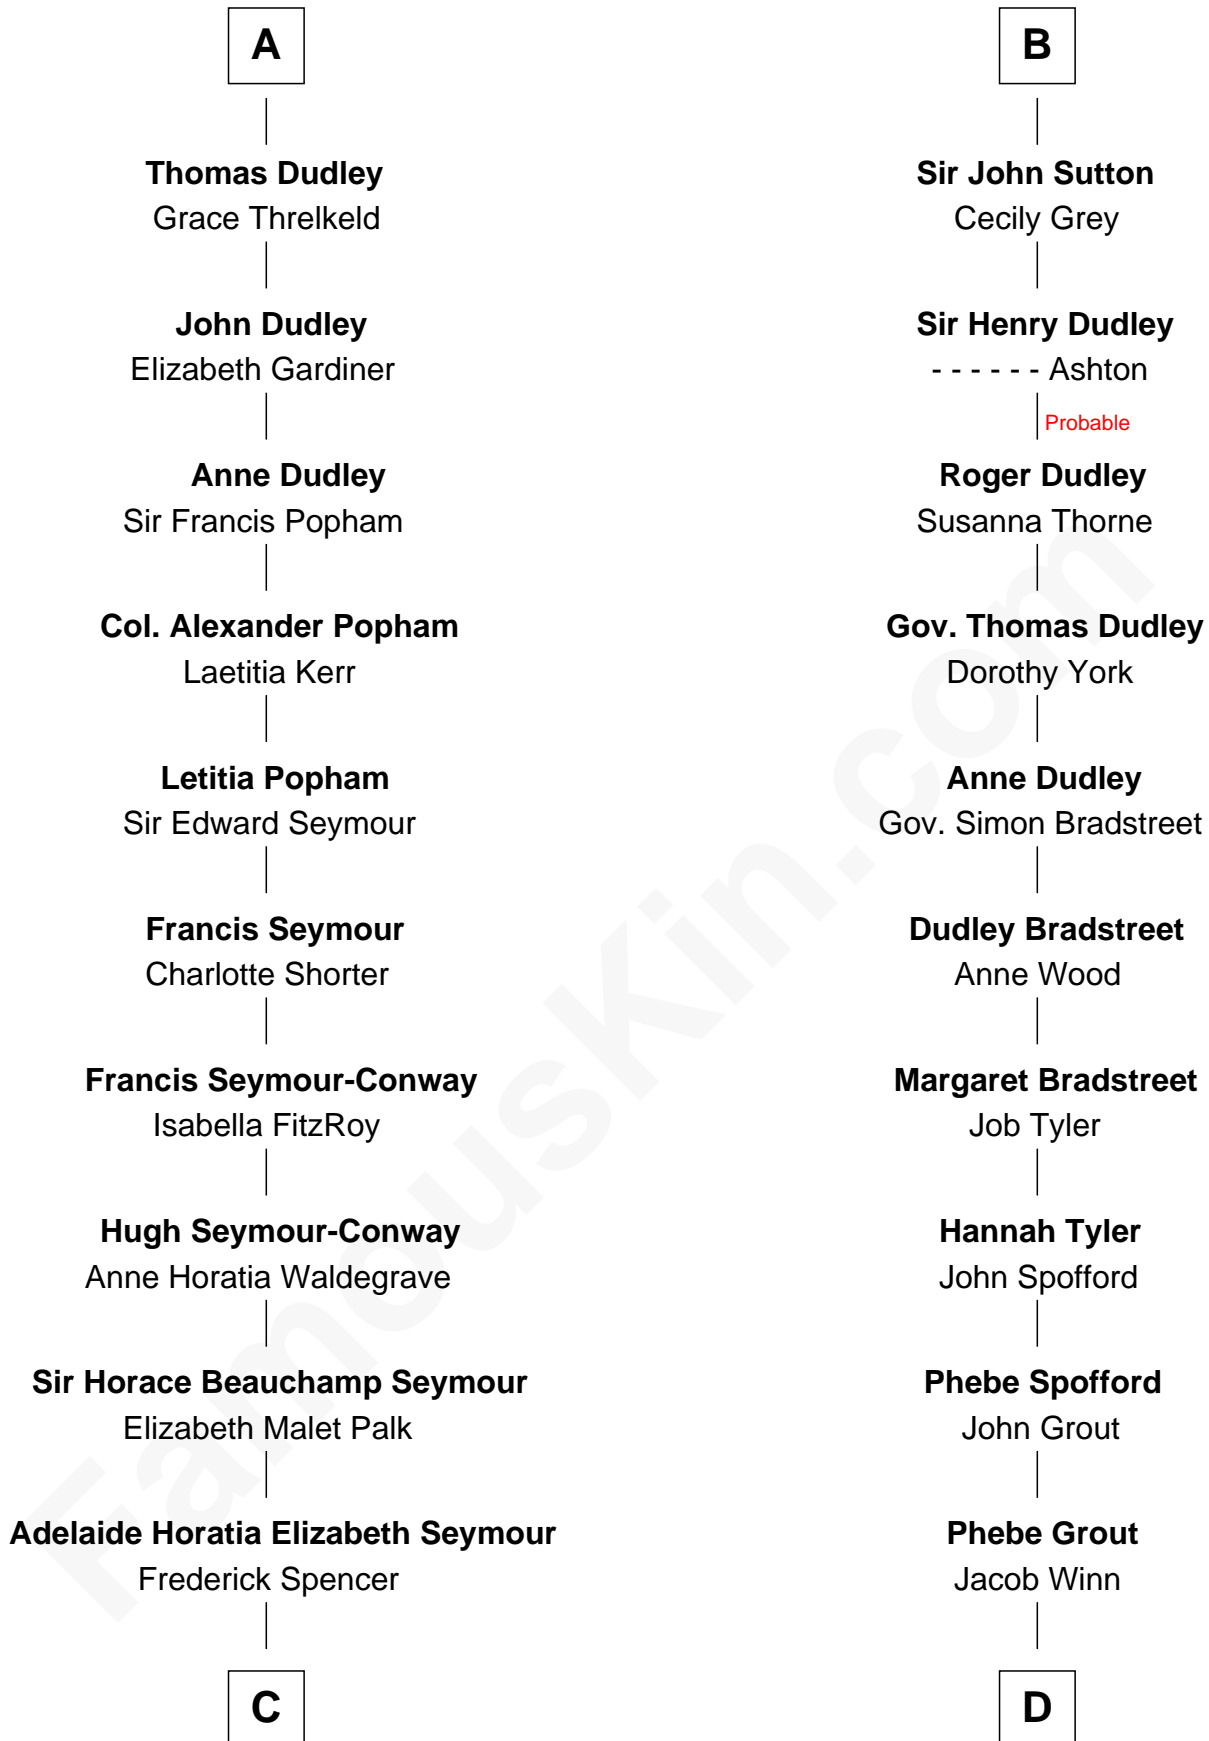 A
Thomas Dudley
Grace Threlkeld
John Dudley
Elizabeth Gardiner
Anne Dudley
Sir Francis Popham
Col. Alexander Popham
Laetitia Kerr
Letitia Popham
Sir Edward Seymour
Francis Seymour
Charlotte Shorter
Francis Seymour-Conway
Isabella FitzRoy
Hugh Seymour-Conway
Anne Horatia Waldegrave
Sir Horace Beauchamp Seymour
Elizabeth Malet Palk
Adelaide Horatia Elizabeth Seymour
Frederick Spencer
C
B
Sir John Sutton
Cecily Grey
Sir Henry Dudley
- - - - - - Ashton
Probable
Roger Dudley
Susanna Thorne
Gov. Thomas Dudley
Dorothy York
Anne Dudley
Gov. Simon Bradstreet
Dudley Bradstreet
Anne Wood
Margaret Bradstreet
Job Tyler
Hannah Tyler
John Spofford
Phebe Spofford
John Grout
Phebe Grout
Jacob Winn
D
FamousKin.com